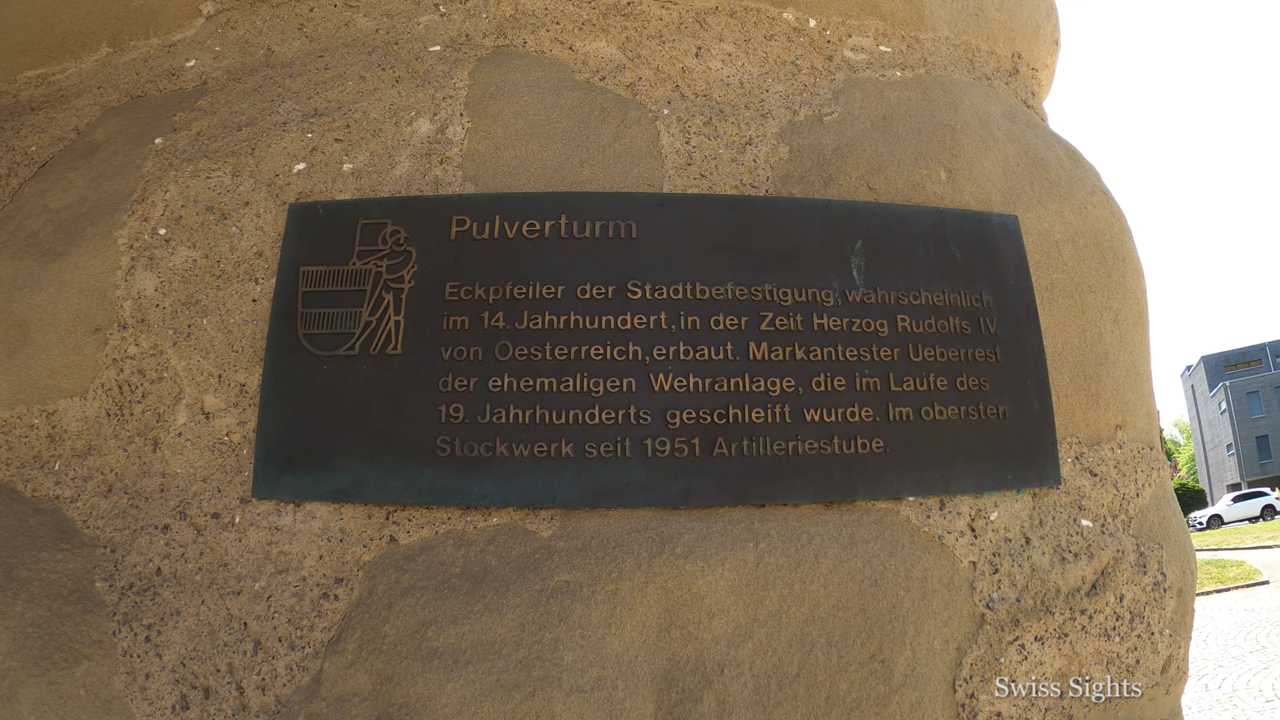 Pulverturm
Eckpfeiler der Stadtbefestigung, wahrscheinlich
im 14. Jahrhundert, in der Zeit Herzog Rudolfs IV.
von Oesterreich, erbaut. Markantester Ueberrest
der ehemaligen Wehranlage, die im Laufe des
19. Jahrhunderts geschleift wurde. Im obersten
Stockwerk seit 1951 Artilleriestube.
Swiss Sights